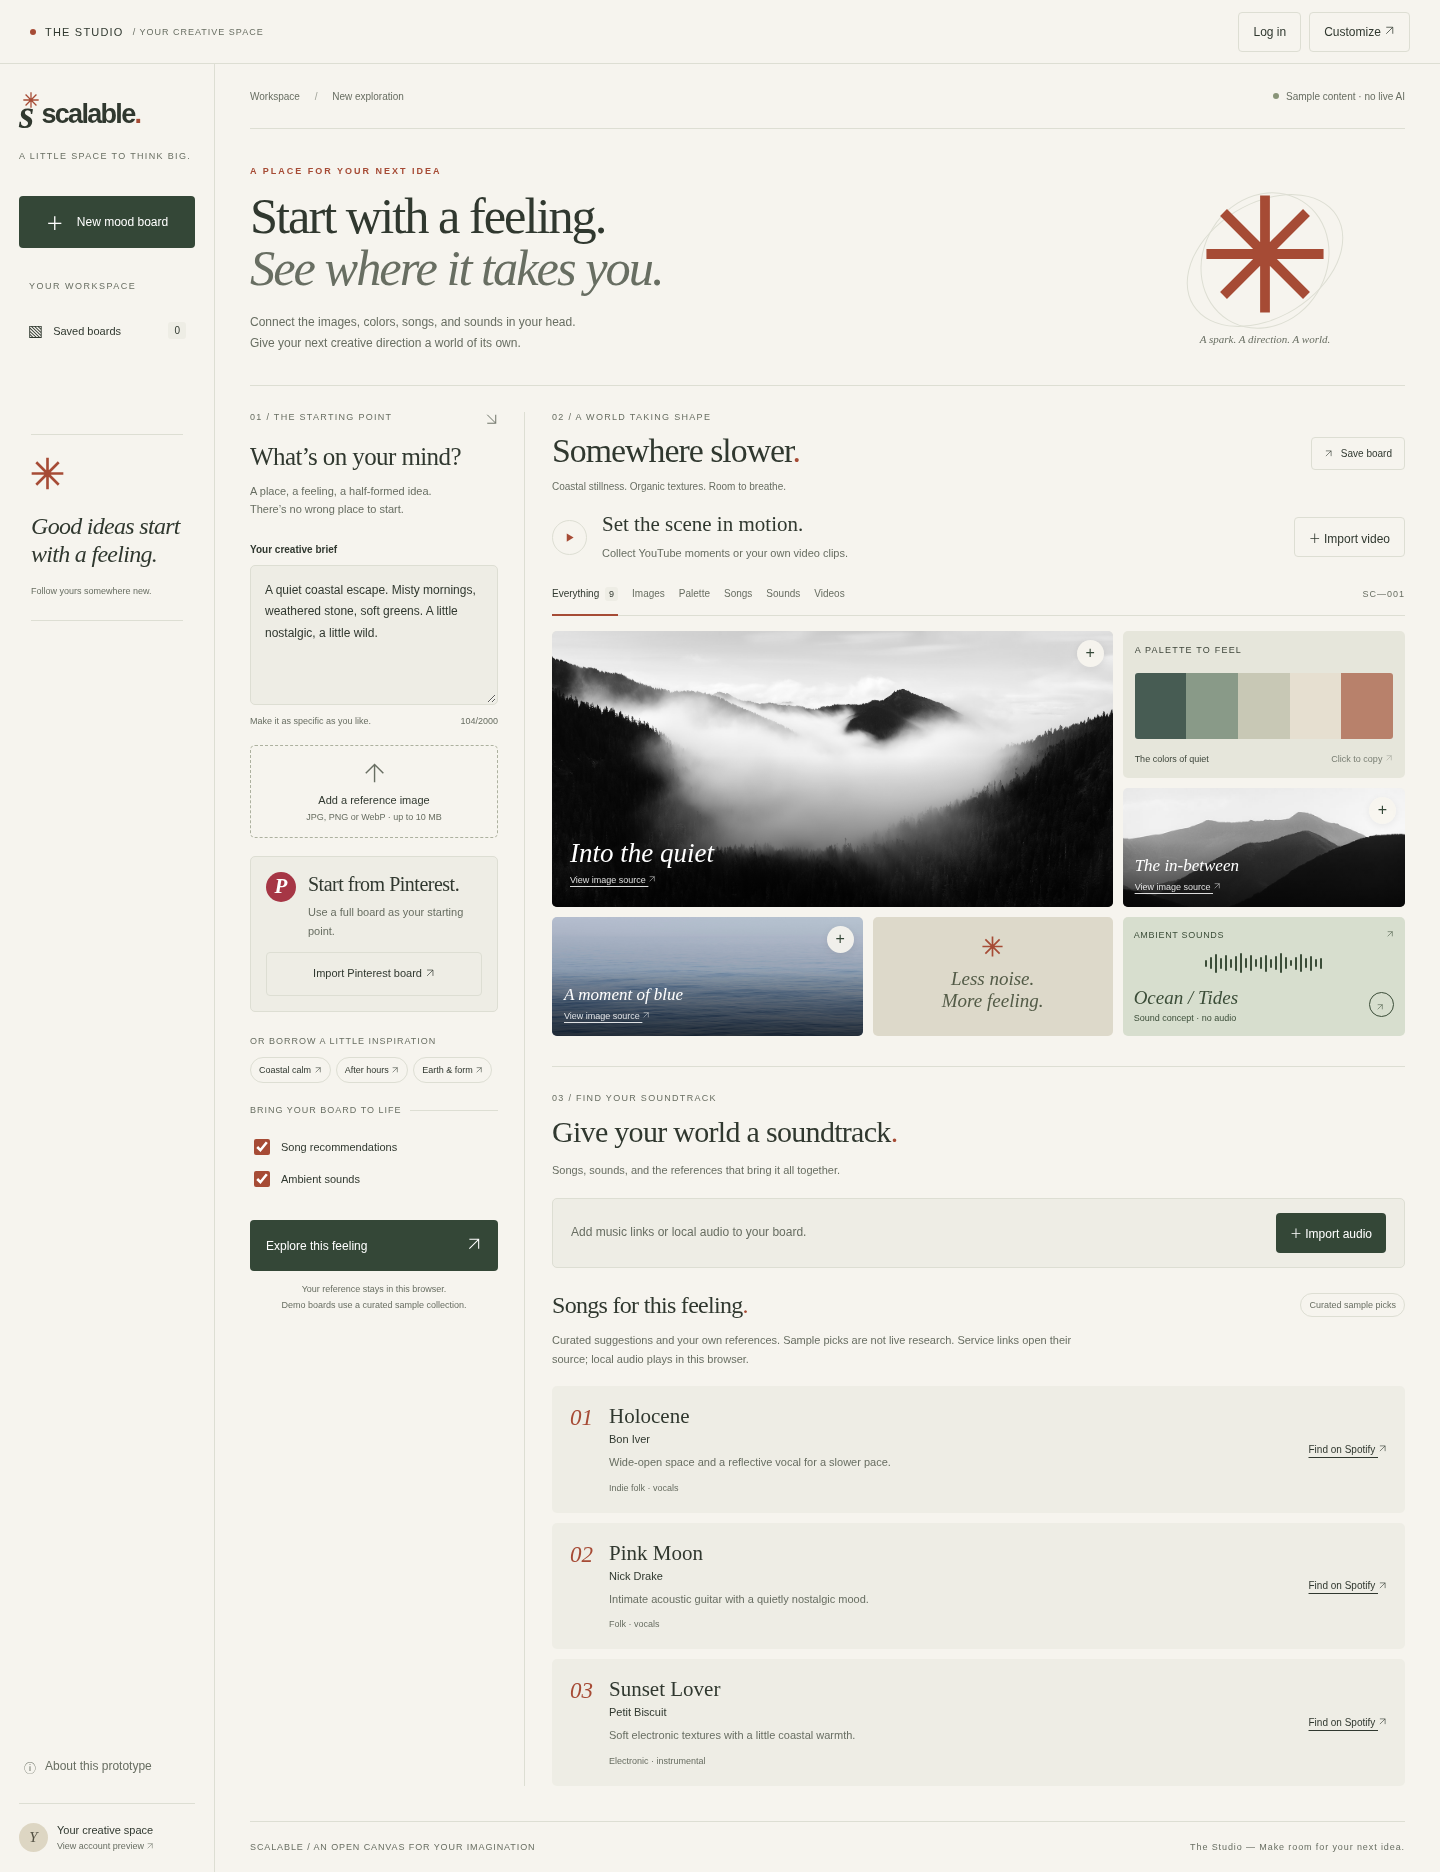 THE STUDIO / YOUR CREATIVE SPACE
Log in
Customize
s scalable.
A LITTLE SPACE TO THINK BIG.
New mood board
YOUR WORKSPACE
Saved boards 0
Good ideas start
with a feeling.
Follow yours somewhere new.
About this prototype
Y
Your creative space
View account preview
Workspace / New exploration
Sample content · no live AI
A PLACE FOR YOUR NEXT IDEA
Start with a feeling.
See where it takes you.
Connect the images, colors, songs, and sounds in your head.
Give your next creative direction a world of its own.
A spark. A direction. A world.
01 / THE STARTING POINT
What’s on your mind?
A place, a feeling, a half-formed idea.
There’s no wrong place to start.
Your creative brief
A quiet coastal escape. Misty mornings,
weathered stone, soft greens. A little
nostalgic, a little wild.
Make it as specific as you like. 104/2000
Add a reference image
JPG, PNG or WebP · up to 10 MB
P
Start from Pinterest.
Use a full board as your starting
point.
Import Pinterest board
OR BORROW A LITTLE INSPIRATION
Coastal calm
After hours
Earth & form
BRING YOUR BOARD TO LIFE
Song recommendations
Ambient sounds
Explore this feeling
Your reference stays in this browser.
Demo boards use a curated sample collection.
02 / A WORLD TAKING SHAPE
Somewhere slower.
Save board
Coastal stillness. Organic textures. Room to breathe.
Set the scene in motion.
Collect YouTube moments or your own video clips.
+ Import video
Everything 9 Images Palette Songs Sounds Videos
SC—001
+
Into the quiet
View image source
A PALETTE TO FEEL
The colors of quiet
Click to copy
+
The in-between
View image source
+
A moment of blue
View image source
Less noise.
More feeling.
AMBIENT SOUNDS
Ocean / Tides
Sound concept · no audio
03 / FIND YOUR SOUNDTRACK
Give your world a soundtrack.
Songs, sounds, and the references that bring it all together.
Add music links or local audio to your board.
+ Import audio
Songs for this feeling.
Curated sample picks
Curated suggestions and your own references. Sample picks are not live research. Service links open their
source; local audio plays in this browser.
01
Holocene
Bon Iver
Wide-open space and a reflective vocal for a slower pace.
Indie folk · vocals
Find on Spotify
02
Pink Moon
Nick Drake
Intimate acoustic guitar with a quietly nostalgic mood.
Folk · vocals
Find on Spotify
03
Sunset Lover
Petit Biscuit
Soft electronic textures with a little coastal warmth.
Electronic · instrumental
Find on Spotify
SCALABLE / AN OPEN CANVAS FOR YOUR IMAGINATION
The Studio — Make room for your next idea.